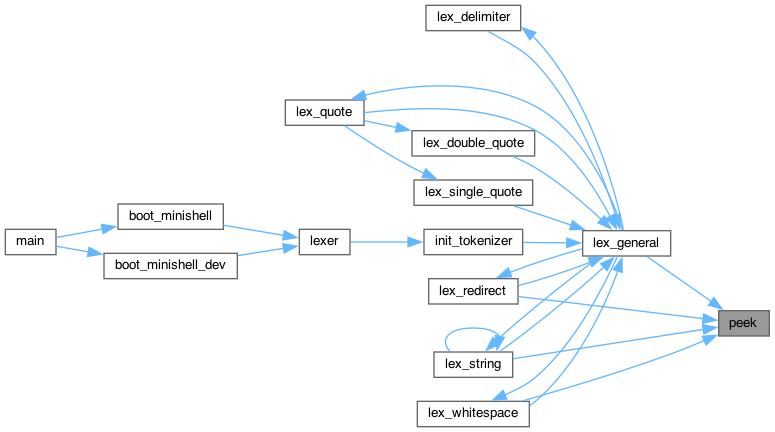 lex_delimiter
lex_quote
lex_double_quote
lex_single_quote
boot_minishell
main
lexer
init_tokenizer
lex_general
boot_minishell_dev
lex_redirect
peek
lex_string
lex_whitespace